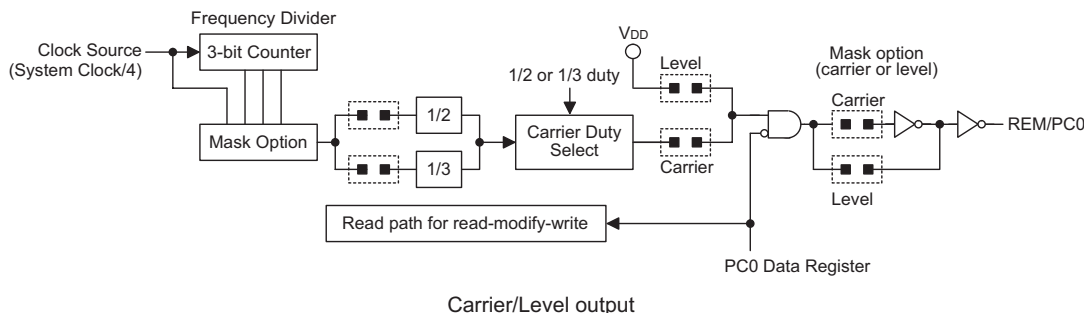 Frequency Divider
Clock Source
(System Clock/4)
3-bit Counter
Mask Option
1/2
1/3
1/2 or 1/3 duty
Carrier Duty
Select
VDD
Level
Carrier
Mask option
(carrier or level)
Carrier
Level
REM/PC0
Read path for read-modify-write
PC0 Data Register
Carrier/Level output